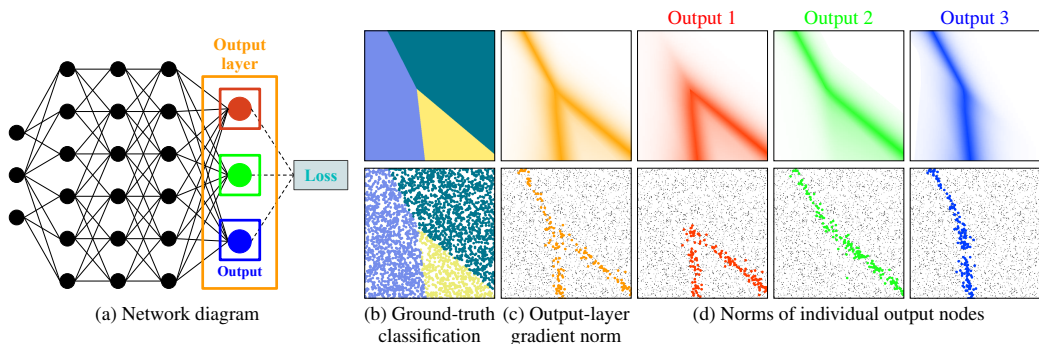 Output 1
Output 2
Output 3
Output
layer
Loss
Output
(a) Network diagram
(b) Ground-truth
classification
(c) Output-layer
gradient norm
(d) Norms of individual output nodes